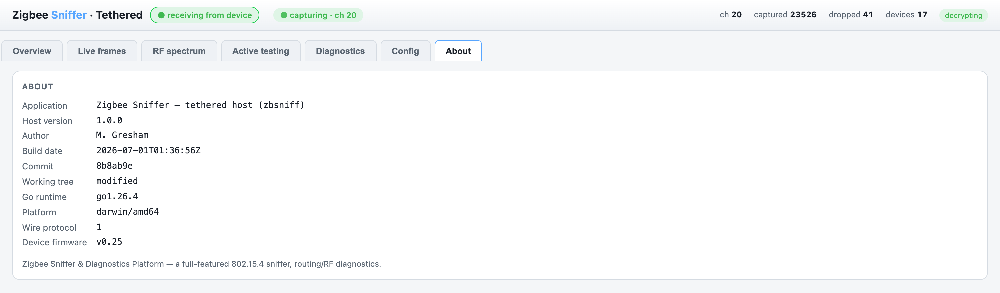 Zigbee Sniffer · Tethered receiving from device capturing · ch 20 ch 20 captured 23526 dropped 41 devices 17 decrypting
Overview Live frames RF spectrum Active testing Diagnostics Config About
ABOUT
Application Zigbee Sniffer — tethered host (zbsniff)
Host version 1.0.0
Author M. Gresham
Build date 2026-07-01T01:36:56Z
Commit 8b8ab9e
Working tree modified
Go runtime go1.26.4
Platform darwin/amd64
Wire protocol 1
Device firmware v0.25
Zigbee Sniffer & Diagnostics Platform — a full-featured 802.15.4 sniffer, routing/RF diagnostics.